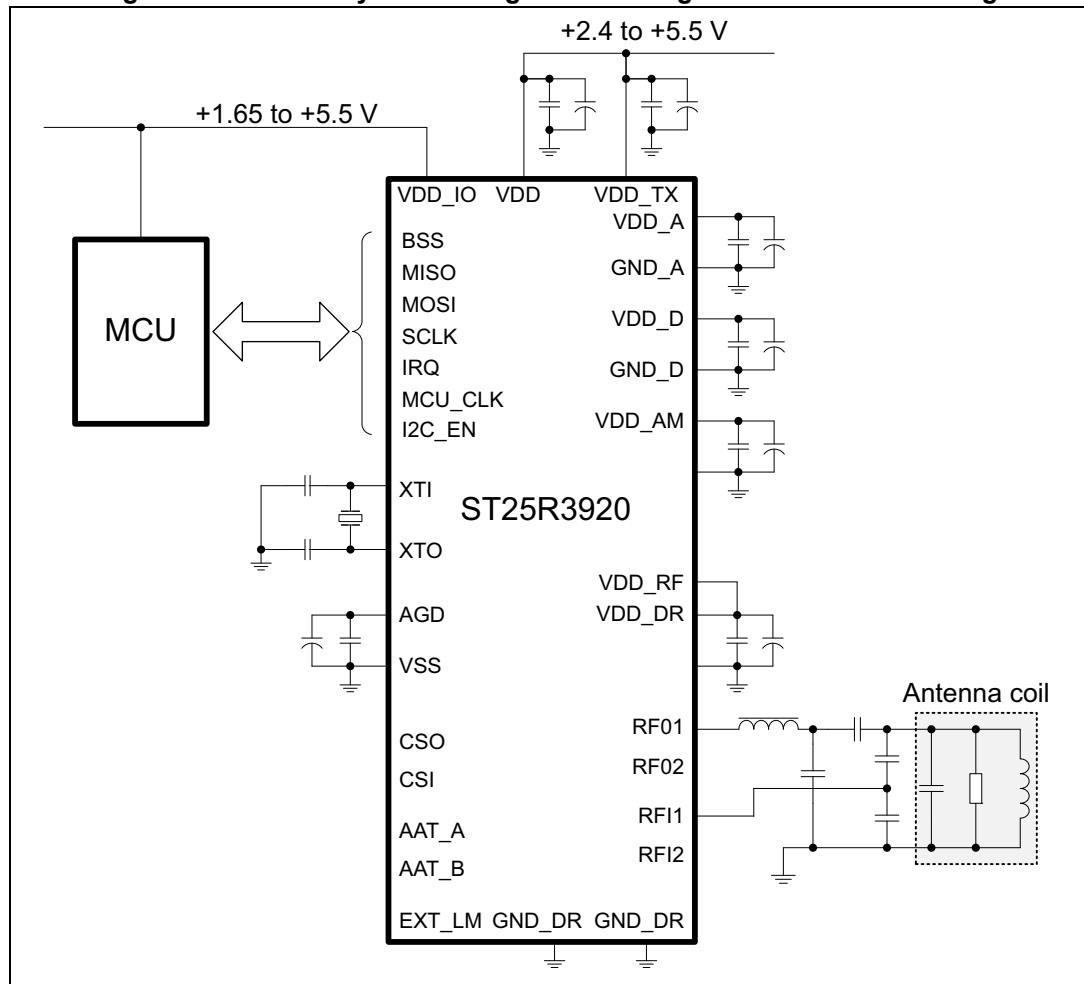 +2.4 to +5.5 V
+1.65 to +5.5 V
VDD_IO VDD VDD_TX
VDD_A
BSS
GND_A
MISO
MOSI
VDD_D
MCU
SCLK
IRQ
GND_D
MCU_CLK
VDD_AM
I2C_EN
XTI
ST25R3920
XTO
VDD_RF
AGD
VDD_DR
VSS
Antenna coil
RF01
CSO
RF02
CSI
RFI1
AAT_A
RFI2
AAT_B
EXT_LM GND_DR GND_DR